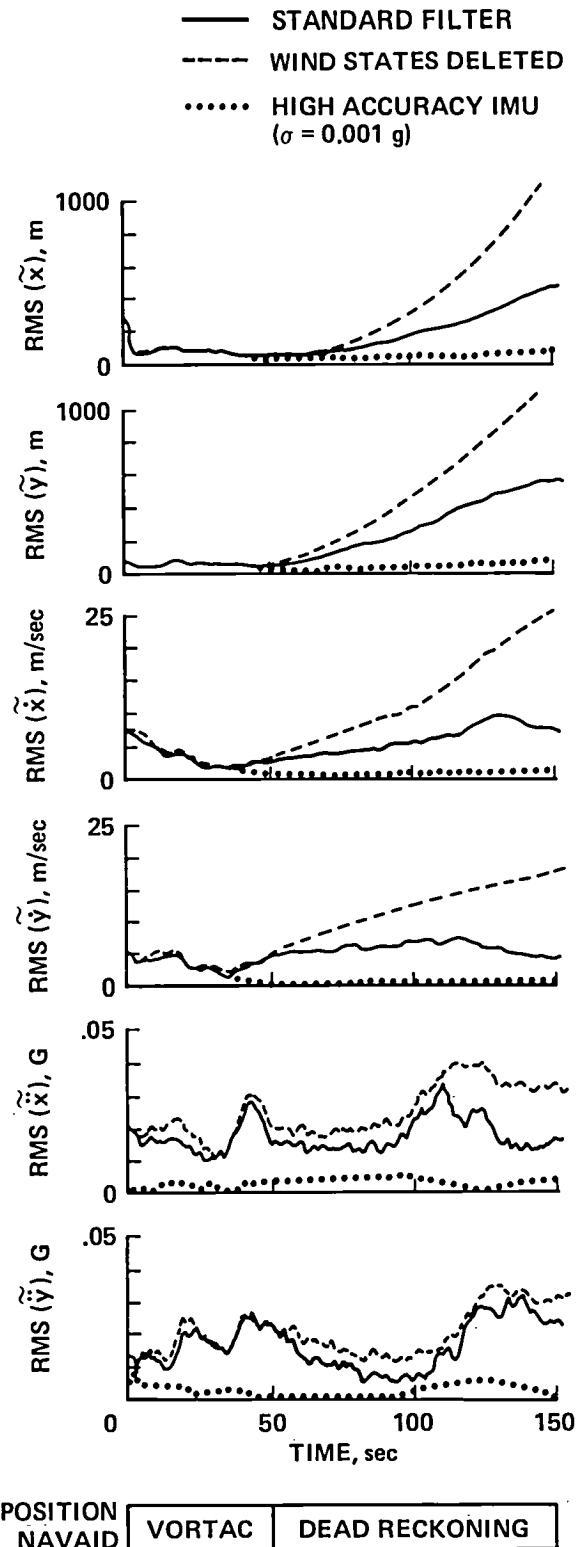 STANDARD FILTER
WIND STATES DELETED
HIGH ACCURACY IMU
(σ = 0.001 g)
1000
RMS (x̃), m
0
1000
RMS (ỹ), m
0
25
RMS (ẋ̃), m/sec
0
25
RMS (ẏ̃), m/sec
0
.05
RMS (ẍ̃), G
0
.05
RMS (ÿ̃), G
0 50 100 150
TIME, sec
POSITION NAVAID
VORTAC
DEAD RECKONING